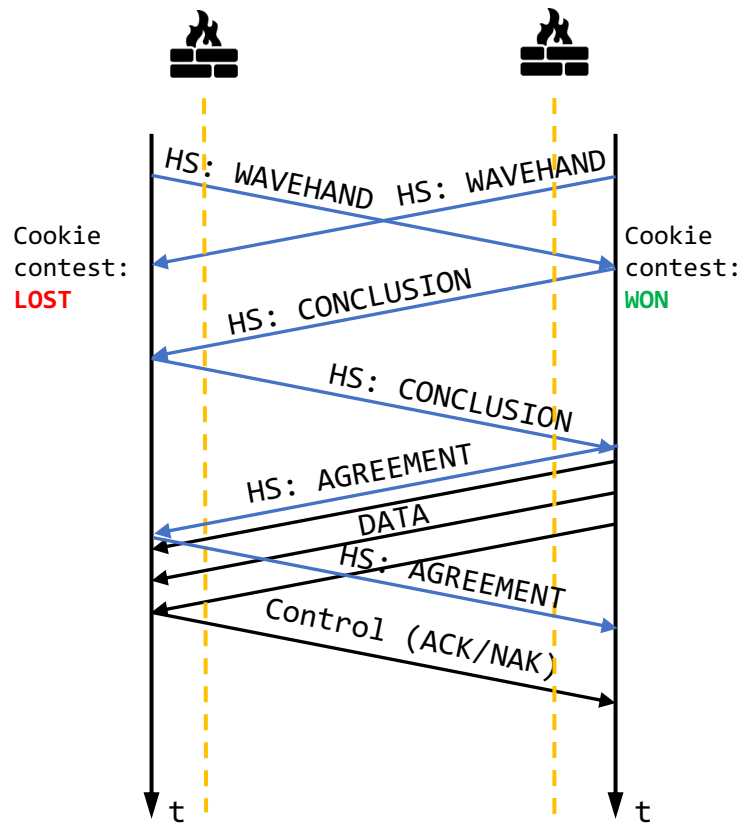 HS: WAVEHAND
HS: WAVEHAND
Cookie
contest:
LOST
Cookie
contest:
WON
HS: CONCLUSION
HS: CONCLUSION
HS: AGREEMENT
DATA
HS: AGREEMENT
Control (ACK/NAK)
t
t